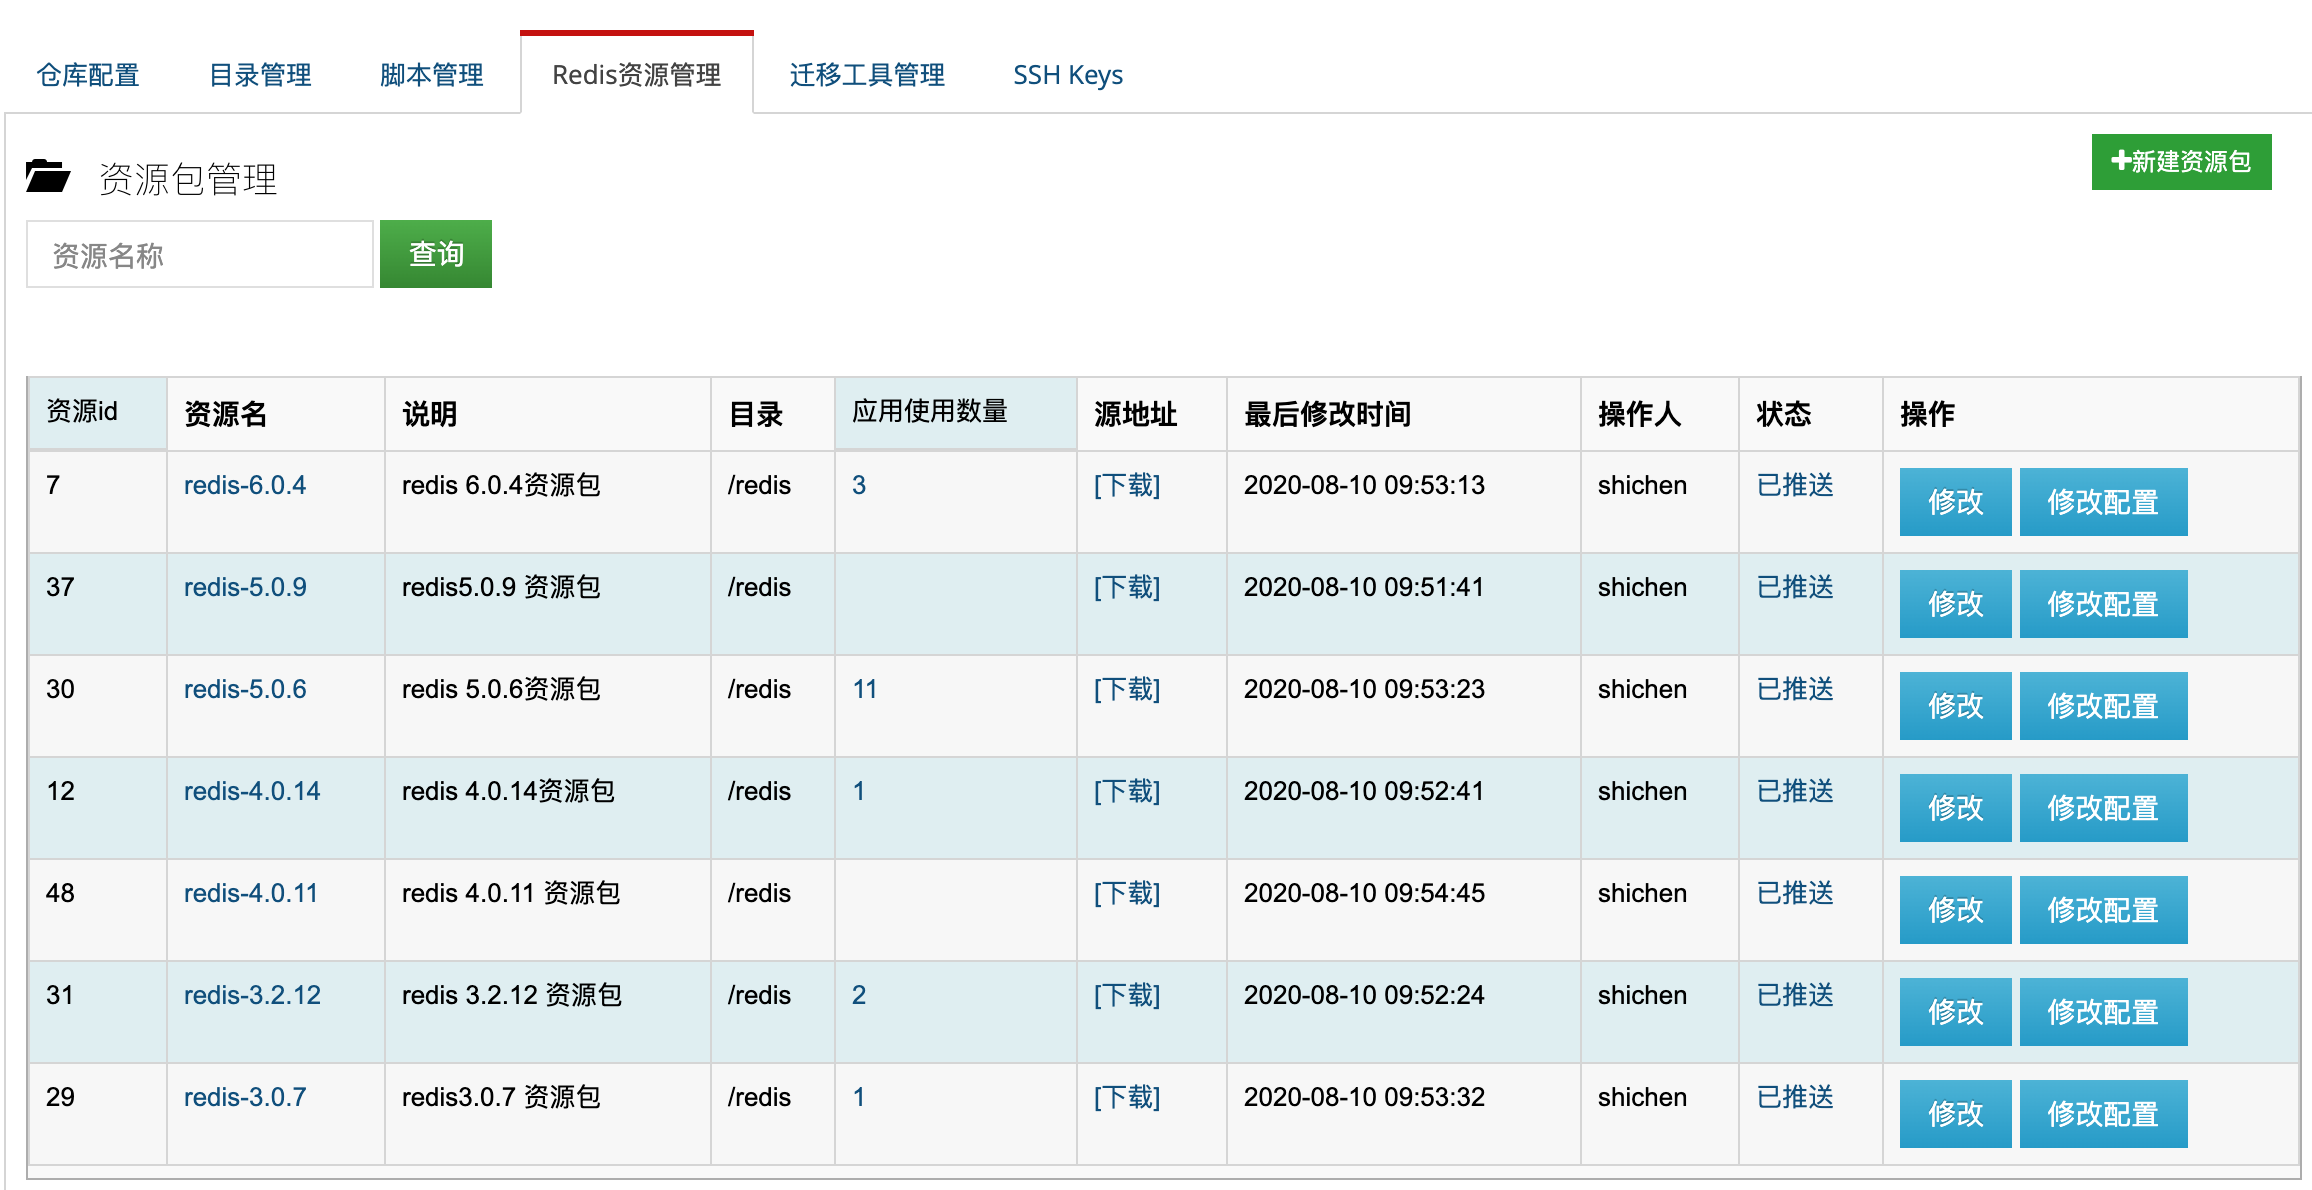 仓库配置 目录管理 脚本管理 Redis资源管理 迁移工具管理 SSH Keys
新建资源包
资源包管理
资源名称 查询
资源id 资源名 说明 目录 应用使用数量 源地址 最后修改时间 操作人 状态 操作
7 redis-6.0.4 redis 6.0.4资源包 /redis 3 [下载] 2020-08-10 09:53:13 shichen 已推送 修改 修改配置
37 redis-5.0.9 redis5.0.9 资源包 /redis [下载] 2020-08-10 09:51:41 shichen 已推送 修改 修改配置
30 redis-5.0.6 redis 5.0.6资源包 /redis 11 [下载] 2020-08-10 09:53:23 shichen 已推送 修改 修改配置
12 redis-4.0.14 redis 4.0.14资源包 /redis 1 [下载] 2020-08-10 09:52:41 shichen 已推送 修改 修改配置
48 redis-4.0.11 redis 4.0.11 资源包 /redis [下载] 2020-08-10 09:54:45 shichen 已推送 修改 修改配置
31 redis-3.2.12 redis 3.2.12 资源包 /redis 2 [下载] 2020-08-10 09:52:24 shichen 已推送 修改 修改配置
29 redis-3.0.7 redis3.0.7 资源包 /redis 1 [下载] 2020-08-10 09:53:32 shichen 已推送 修改 修改配置